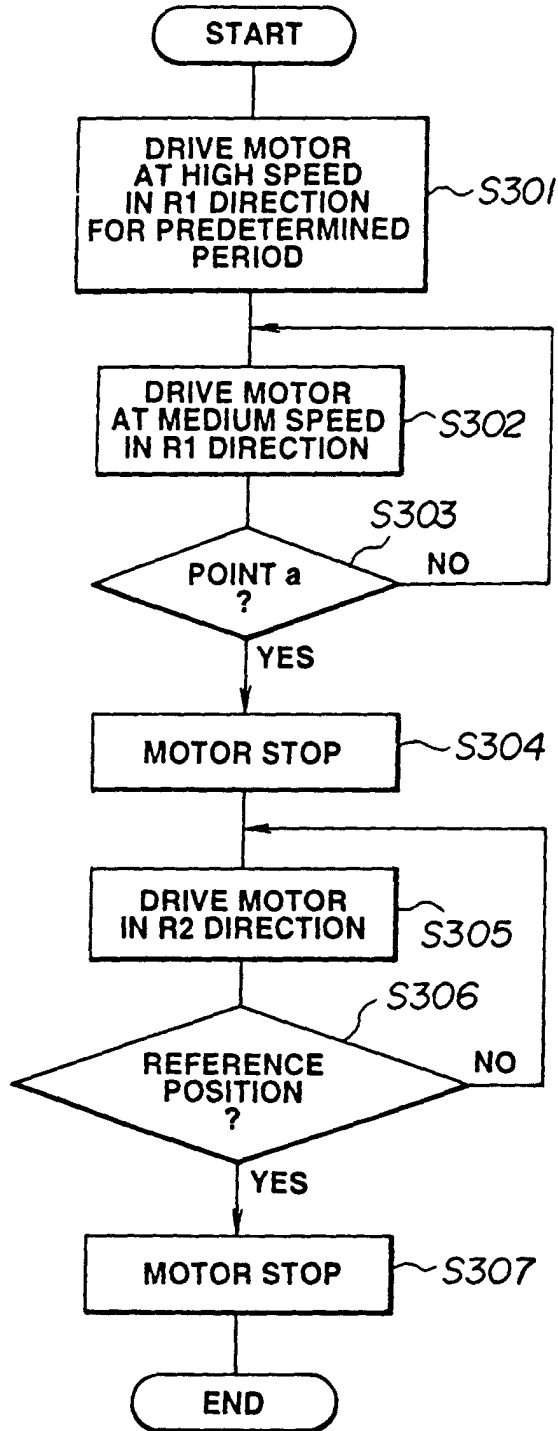 START
DRIVE MOTOR
AT HIGH SPEED
IN R1 DIRECTION
FOR PREDETERMINED
PERIOD
S301
DRIVE MOTOR
AT MEDIUM SPEED
IN R1 DIRECTION
S302
S303
POINT a
?
NO
YES
MOTOR STOP
S304
DRIVE MOTOR
IN R2 DIRECTION
S305
S306
REFERENCE
POSITION
?
NO
YES
MOTOR STOP
S307
END